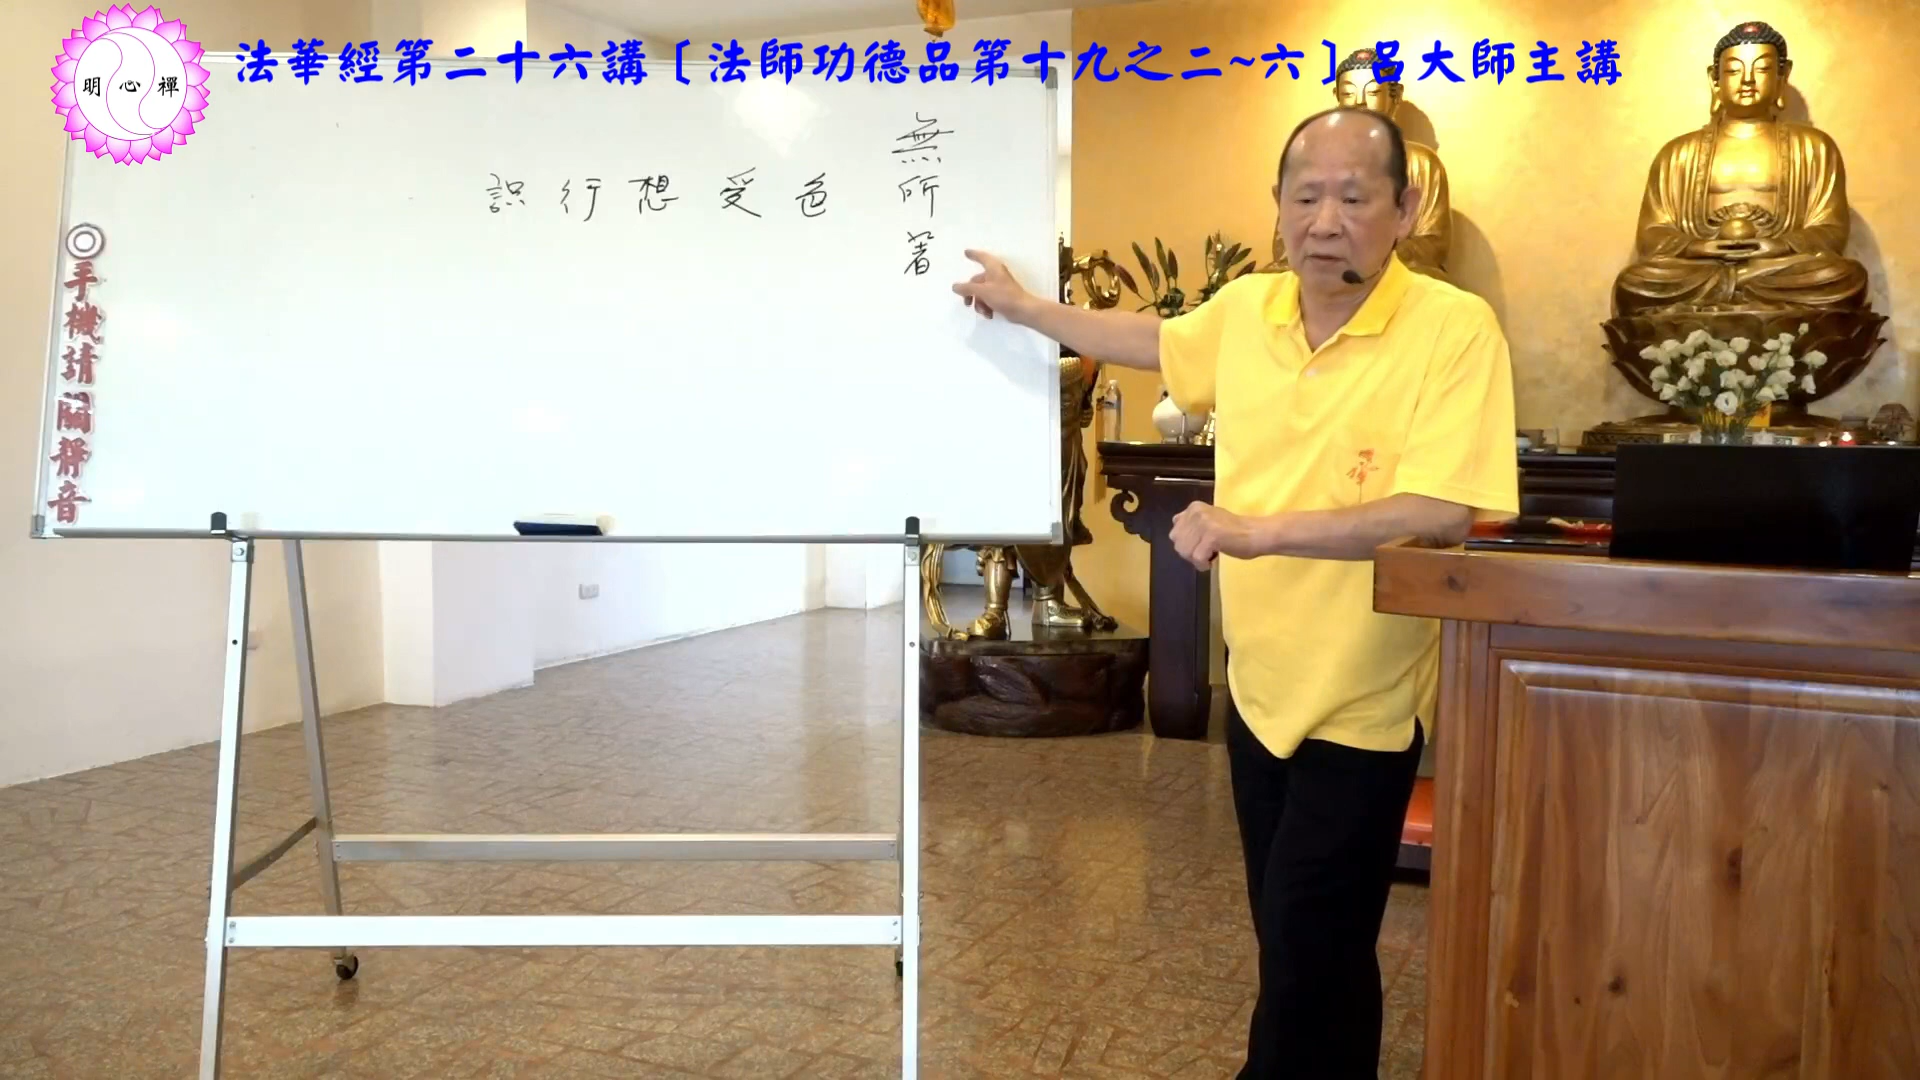 法華經第二十六講〔法師功德品第十九之二~六〕呂大師主講
明心禪
無所著
色受想行識
◎手機請關靜音